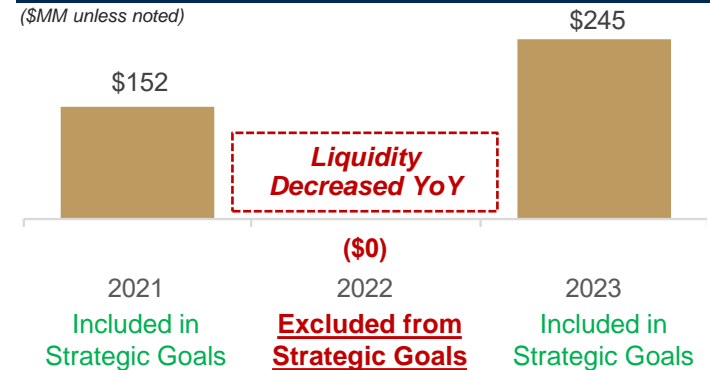 ($MM unless noted)
$245
$152
Liquidity
Decreased YoY
($0)
2021 2022 2023
Included in Excluded from Included in
Strategic Goals Strategic Goals Strategic Goals